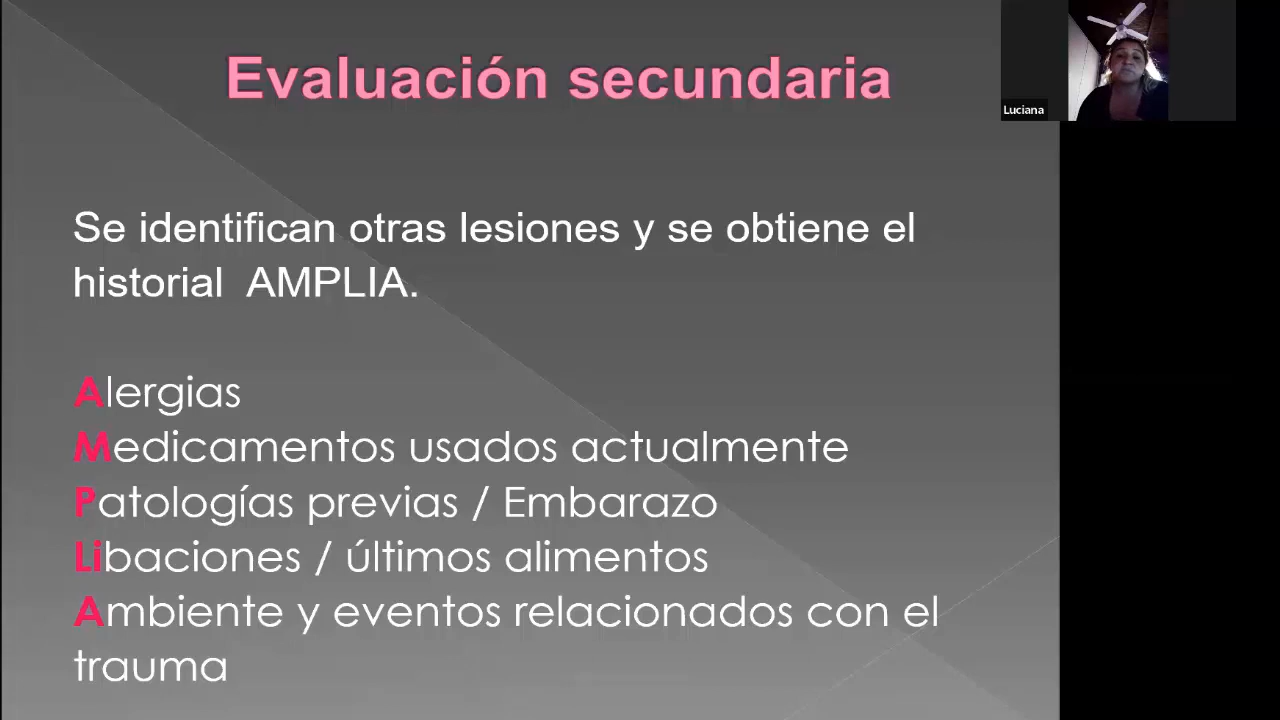 Evaluación secundaria
Luciana
Se identifican otras lesiones y se obtiene el
historial AMPLIA.
Alergias
Medicamentos usados actualmente
Patologías previas / Embarazo
Libaciones / últimos alimentos
Ambiente y eventos relacionados con el
trauma